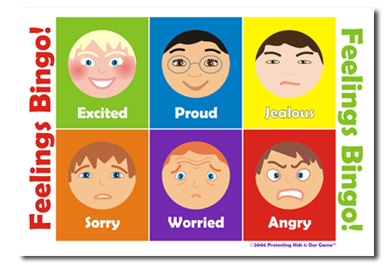 Feelings Bingo!
Excited
Proud
Jealous
Sorry
Worried
Angry
Feelings Bingo!
©2006 Protecting Kids is Our Game™